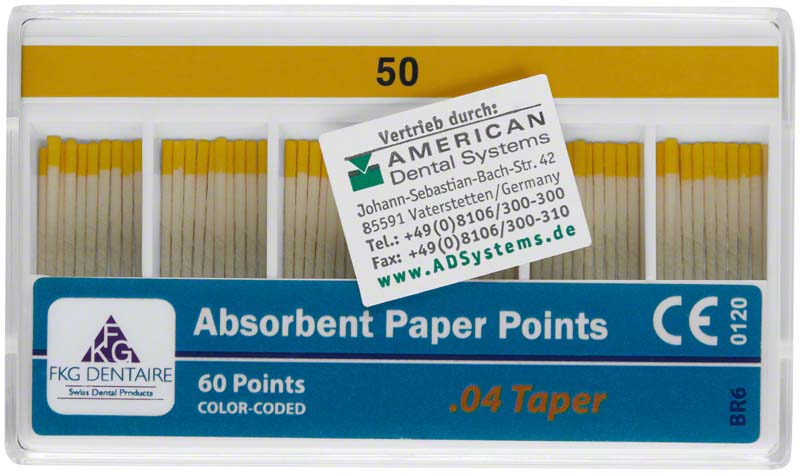 50
Vertrieb durch:
AMERICAN
Dental Systems
Johann-Sebastian-Bach-Str. 42
85591 Vaterstetten/Germany
Tel.: +49(0)8106/300-300
Fax: +49(0)8106/300-310
www.ADSystems.de
FKG
FKG DENTAIRE
Swiss Dental Products
Absorbent Paper Points
60 Points
COLOR-CODED
.04 Taper
CE 0120
BR6